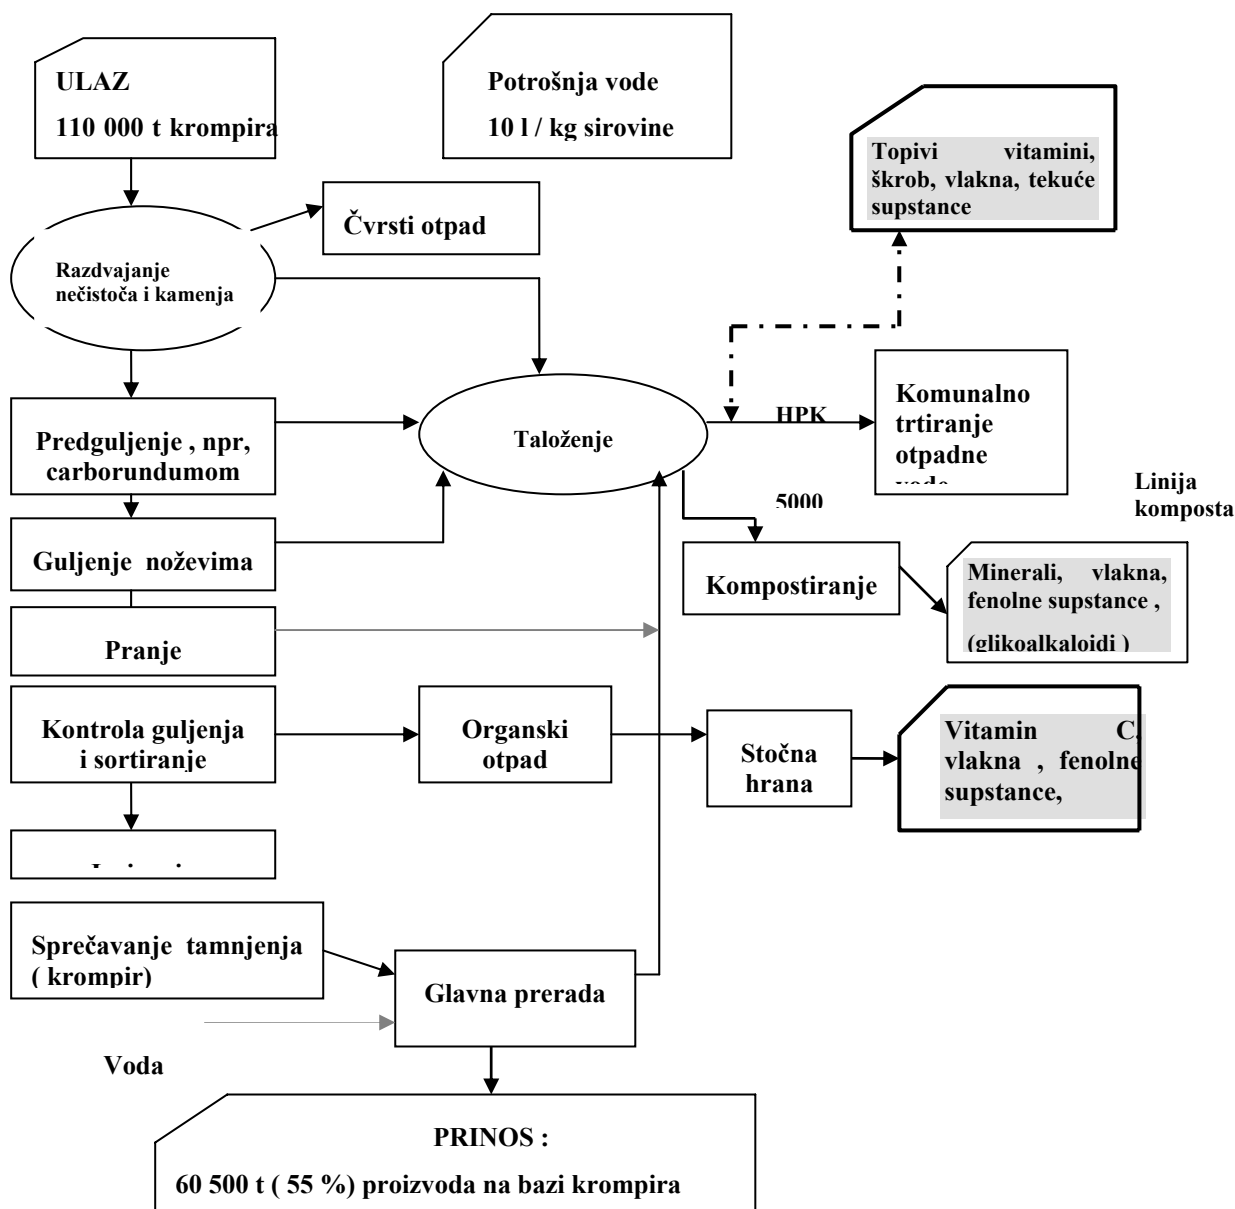 ULAZ
110 000 t krompira
Potrošnja vode
10 l / kg sirovine
Topivi vitamini,
škrob, vlakna, tekuće
supstance
Čvrsti otpad
Razdvajanje
nečistoća i kamenja
Predguljenje , npr,
carborundumom
Taloženje
HPK
5000
Komunalno
trtiranje
otpadne
Linija
komposta
Guljenje noževima
Kompostiranje
Minerali, vlakna,
fenolne supstance ,
(glikoalkaloidi )
Pranje
Kontrola guljenja
i sortiranje
Organski
otpad
Stočna
hrana
Vitamin C,
vlakna , fenolne
supstance,
Sprečavanje tamnjenja
( krompir)
Glavna prerada
Voda
PRINOS :
60 500 t ( 55 %) proizvoda na bazi krompira